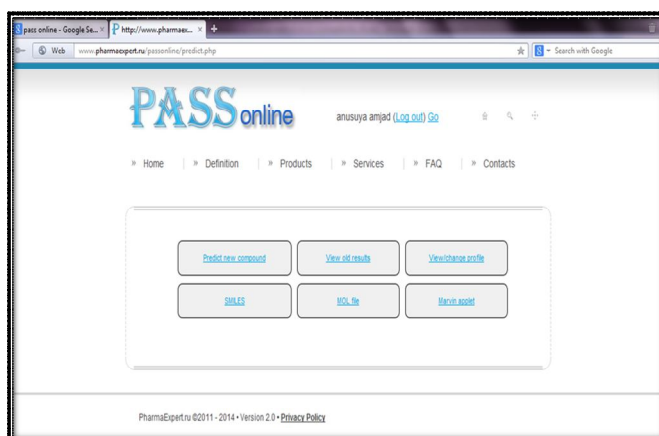 pass online - Google Se... × http://www.pharmaex... × +
Web www.pharmaexpert.ru/passonline/predict.php Search with Google
PASS online anusuya amjad (Log out) Go
» Home » Definition » Products » Services » FAQ » Contacts
Predict new compound View old results View/change profile
SMILES MOL file Marvin applet
PharmaExpert.ru ©2011 - 2014 • Version 2.0 • Privacy Policy